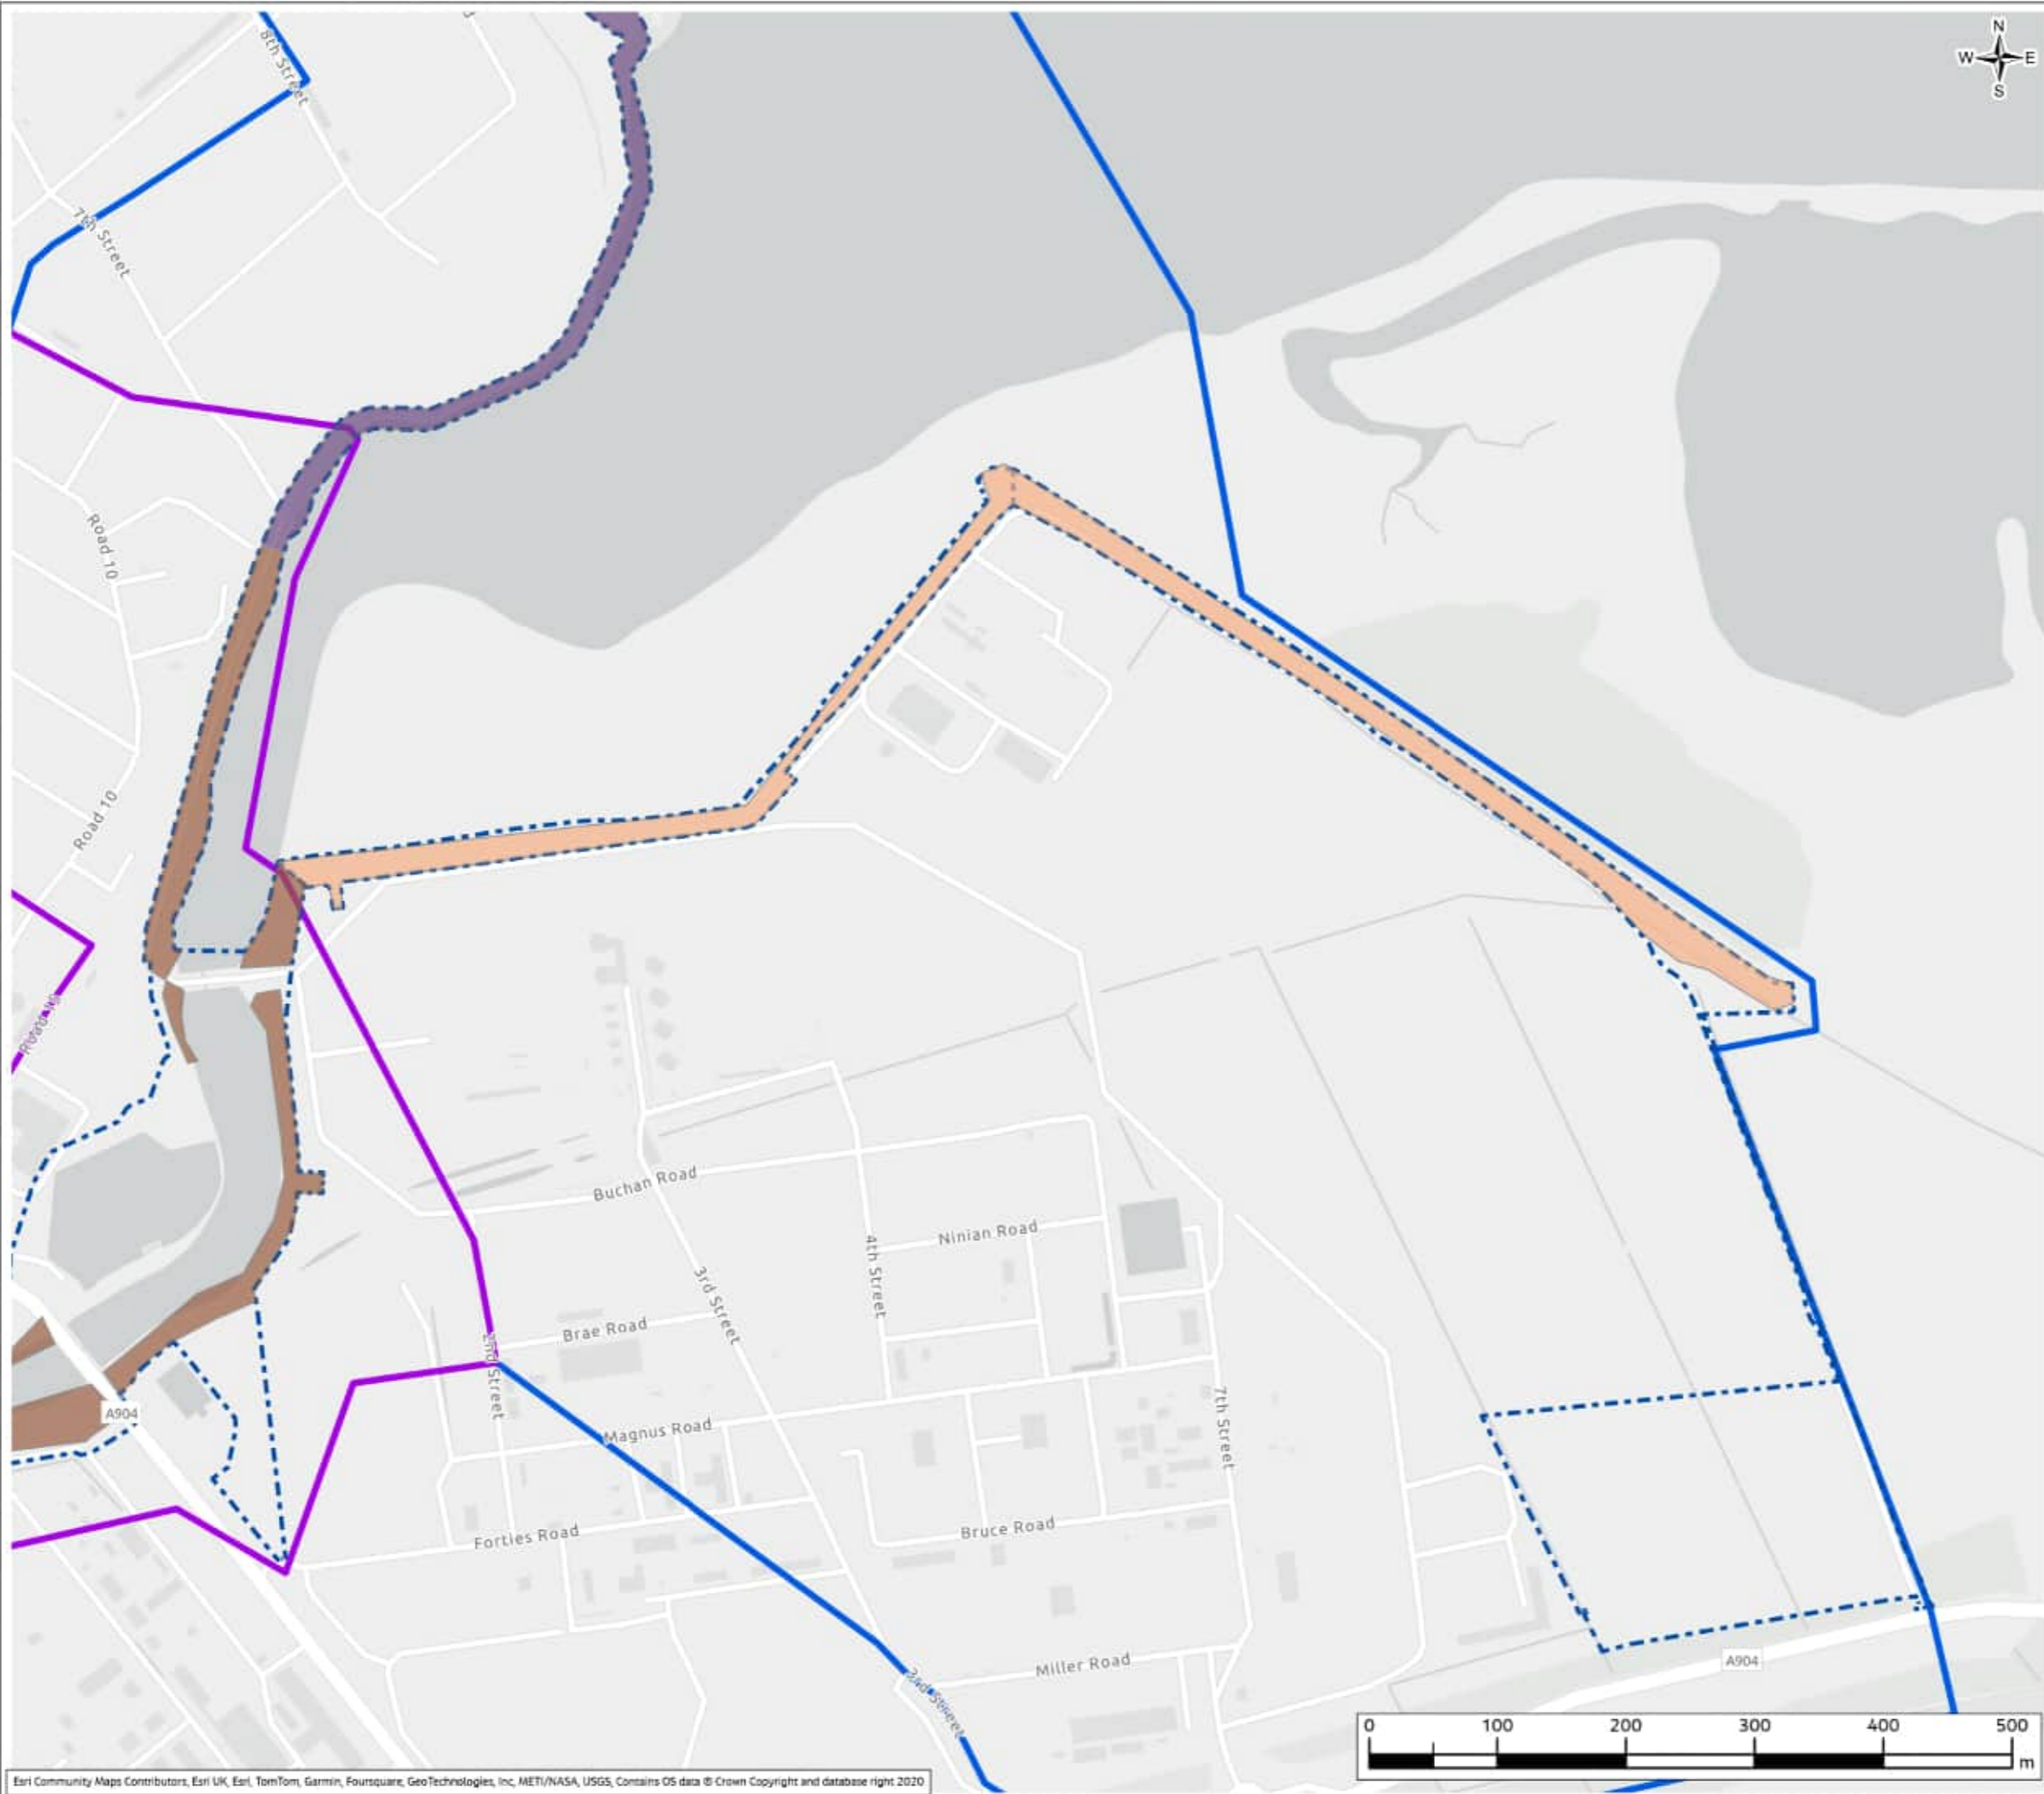 N
W E
S
8th Street
7th Street
Road 10
Road 10
Buchan Road
Ninian Road
4th Street
3rd Street
Brae Road
2nd Street
A904
Magnus Road
7th Street
Forties Road
Bruce Road
Miller Road
A904
3rd Street
0 100 200 300 400 500
m
Esri Community Maps Contributors, Esri UK, Esri, TomTom, Garmin, Foursquare, GeoTechnologies, Inc, METI/NASA, USGS, Contains OS data © Crown Copyright and database right 2020